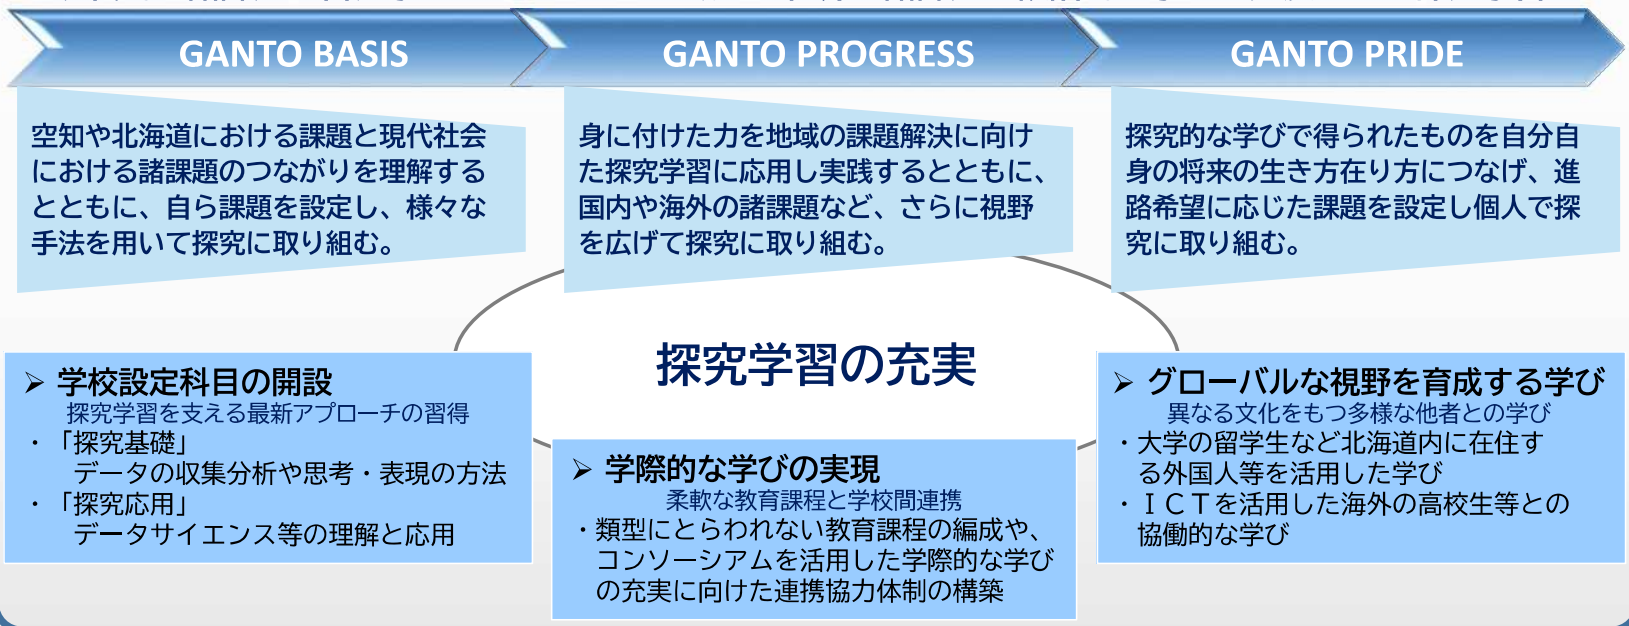 GANTO BASIS
GANTO PROGRESS
GANTO PRIDE
空知や北海道における課題と現代社会
における諸課題のつながりを理解する
とともに、自ら課題を設定し、様々な
手法を用いて探究に取り組む。
身に付けた力を地域の課題解決に向け
た探究学習に応用し実践するとともに、
国内や海外の諸課題など、さらに視野
を広げて探究に取り組む。
探究的な学びで得られたものを自分自
身の将来の生き方在り方につなげ、進
路希望に応じた課題を設定し個人で探
究に取り組む。
探究学習の充実
➢ 学校設定科目の開設
探究学習を支える最新アプローチの習得
・「探究基礎」
データの収集分析や思考・表現の方法
・「探究応用」
データサイエンス等の理解と応用
➢ 学際的な学びの実現
柔軟な教育課程と学校間連携
・類型にとらわれない教育課程の編成や、
コンソーシアムを活用した学際的な学び
の充実に向けた連携協力体制の構築
➢ グローバルな視野を育成する学び
異なる文化をもつ多様な他者との学び
・大学の留学生など北海道内に在住す
る外国人等を活用した学び
・ＩＣＴを活用した海外の高校生等との
協働的な学び